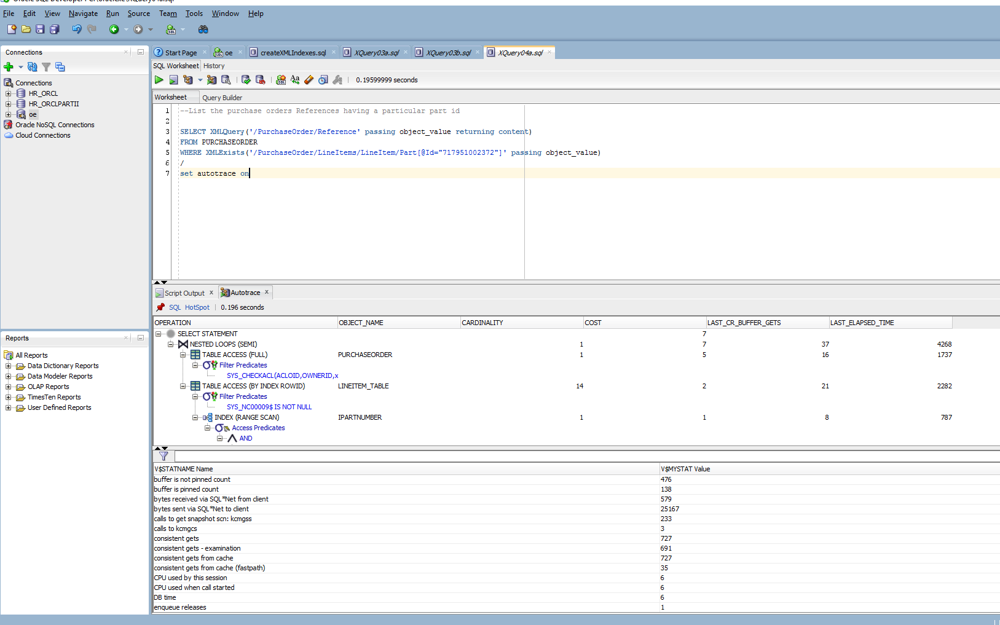 File Edit View Navigate Run Source Team Tools Window Help
Connections
Connections
HR_ORCL
HR_ORCLPARTII
oe
Oracle NoSQL Connections
Cloud Connections
Reports
All Reports
Data Dictionary Reports
Data Modeler Reports
OLAP Reports
TimesTen Reports
User Defined Reports
Start Page oe createXMLIndexes.sql XQuery03a.sql XQuery03b.sql XQuery04a.sql
SQL Worksheet History
0.19599999 seconds
Worksheet Query Builder
1 --List the purchase orders References having a particular part id
2
3 SELECT XMLQuery('/PurchaseOrder/Reference' passing object_value returning content)
4 FROM PURCHASEORDER
5 WHERE XMLExists('/PurchaseOrder/LineItems/LineItem/Part[@Id="717951002372"]' passing object_value)
6 /
7 set autotrace on
Script Output x Autotrace x
SQL HotSpot | 0.196 seconds
OPERATION OBJECT_NAME CARDINALITY COST LAST_CR_BUFFER_GETS LAST_ELAPSED_TIME
SELECT STATEMENT 7
NESTED LOOPS (SEMI) 1 7 37 4268
TABLE ACCESS (FULL) PURCHASEORDER 1 5 16 1737
Filter Predicates
SYS_CHECKACL(ACLOID,OWNERID,x
TABLE ACCESS (BY INDEX ROWID) LINEITEM_TABLE 14 2 21 2282
Filter Predicates
SYS_NC00009$ IS NOT NULL
INDEX (RANGE SCAN) IPARTNUMBER 1 1 8 787
Access Predicates
AND
V$STATNAME Name V$MYSTAT Value
buffer is not pinned count 476
buffer is pinned count 138
bytes received via SQL*Net from client 579
bytes sent via SQL*Net to client 25167
calls to get snapshot scn: kcmgss 233
calls to kcmgcs 3
consistent gets 727
consistent gets - examination 691
consistent gets from cache 727
consistent gets from cache (fastpath) 35
CPU used by this session 6
CPU used when call started 6
DB time 6
enqueue releases 1